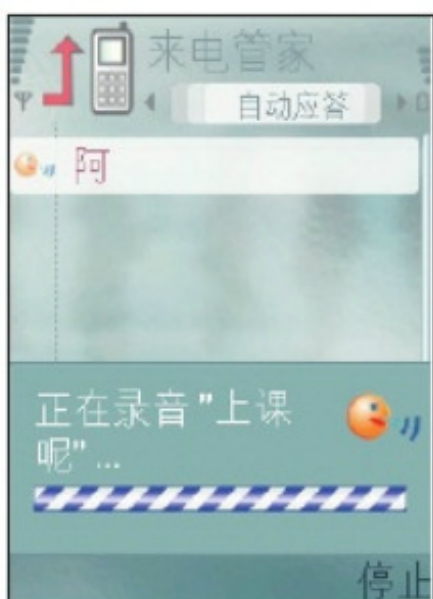 来电管家
自动应答
阿
正在录音"上课
呢"...
停止